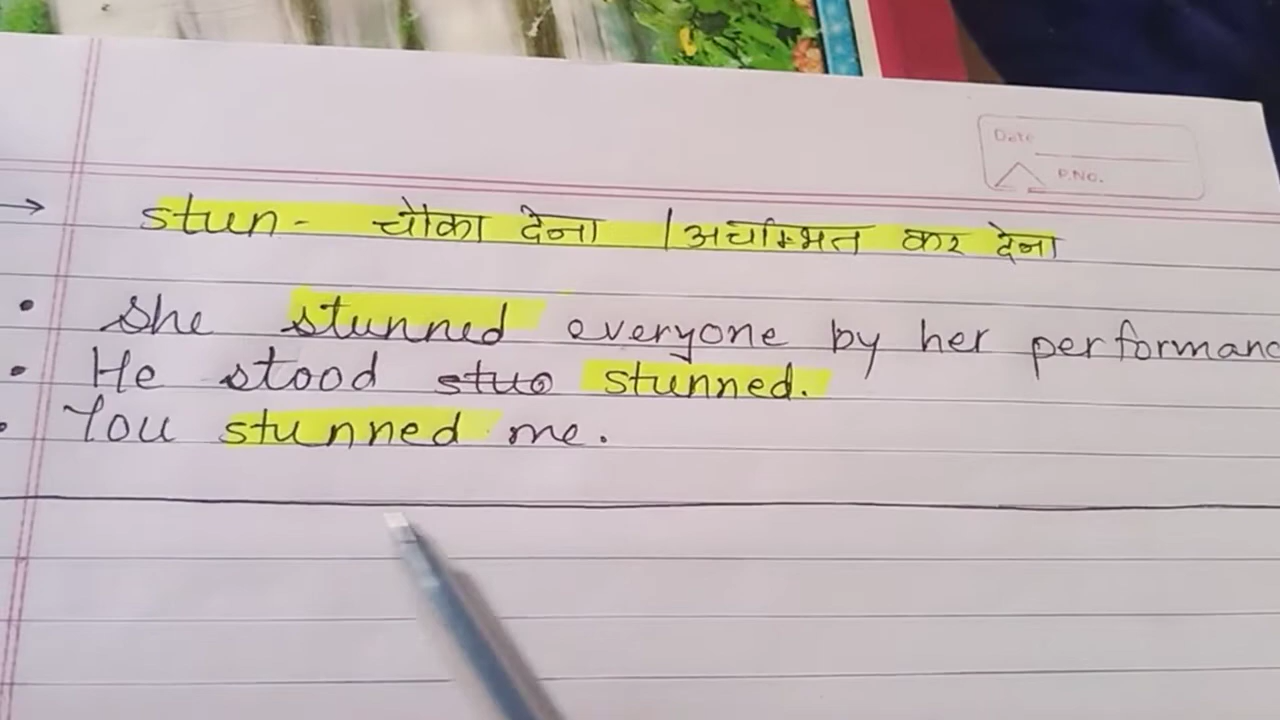 Date
P.No.
→ stun - चौका देना / अचम्भित कर देना
• She stunned everyone by her performanc
• He stood stuo stunned.
• You stunned me.